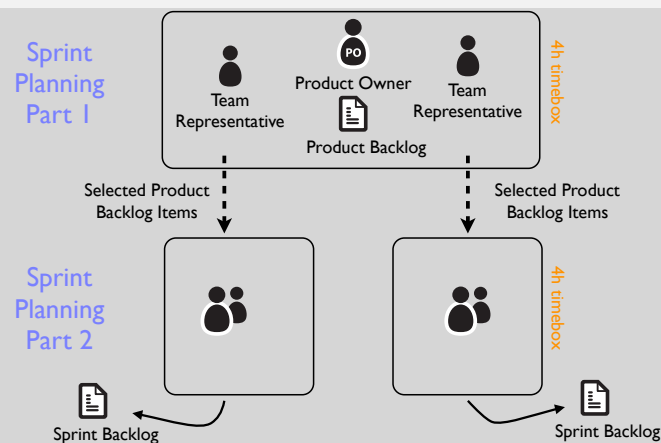 Sprint
Planning
Part 1
PO
Product Owner
Team
Representative
Team
Representative
Product Backlog
4h timebox
Selected Product
Backlog Items
Selected Product
Backlog Items
Sprint
Planning
Part 2
4h timebox
Sprint Backlog
Sprint Backlog